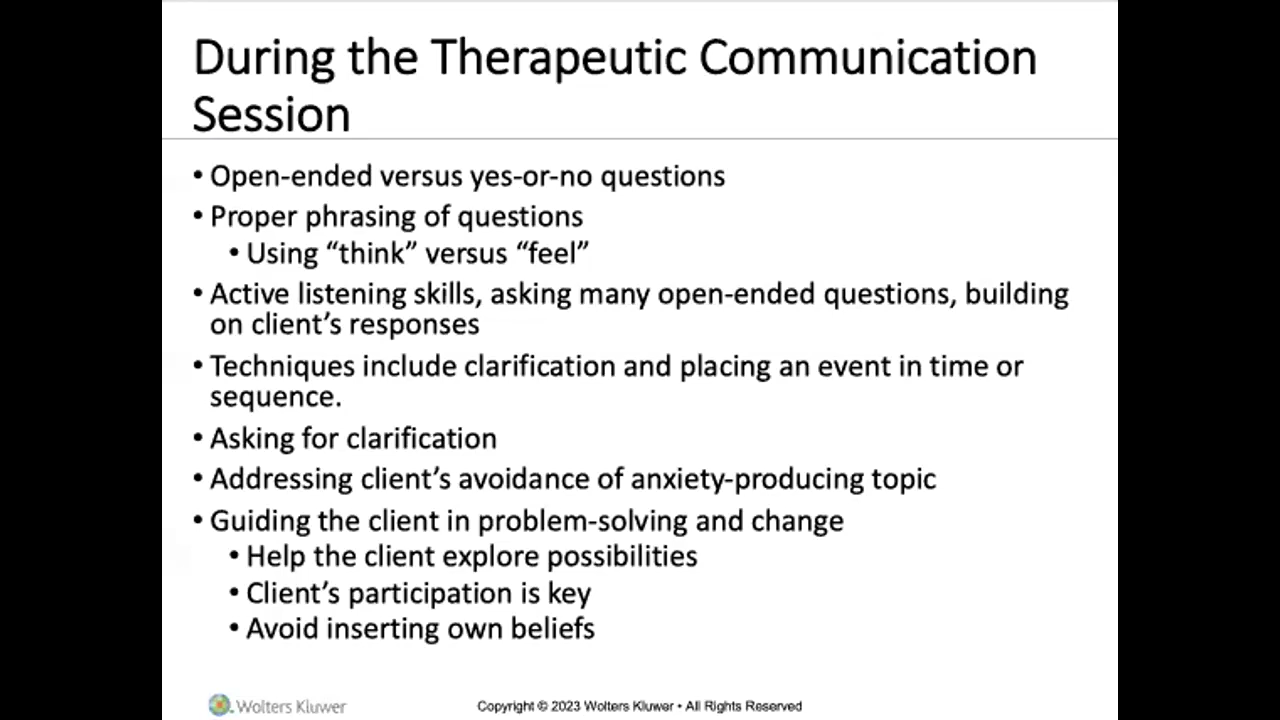 During the Therapeutic Communication
Session
• Open-ended versus yes-or-no questions
• Proper phrasing of questions
• Using “think” versus “feel”
• Active listening skills, asking many open-ended questions, building
on client’s responses
• Techniques include clarification and placing an event in time or
sequence.
• Asking for clarification
• Addressing client’s avoidance of anxiety-producing topic
• Guiding the client in problem-solving and change
• Help the client explore possibilities
• Client’s participation is key
• Avoid inserting own beliefs
Wolters Kluwer
Copyright © 2023 Wolters Kluwer • All Rights Reserved